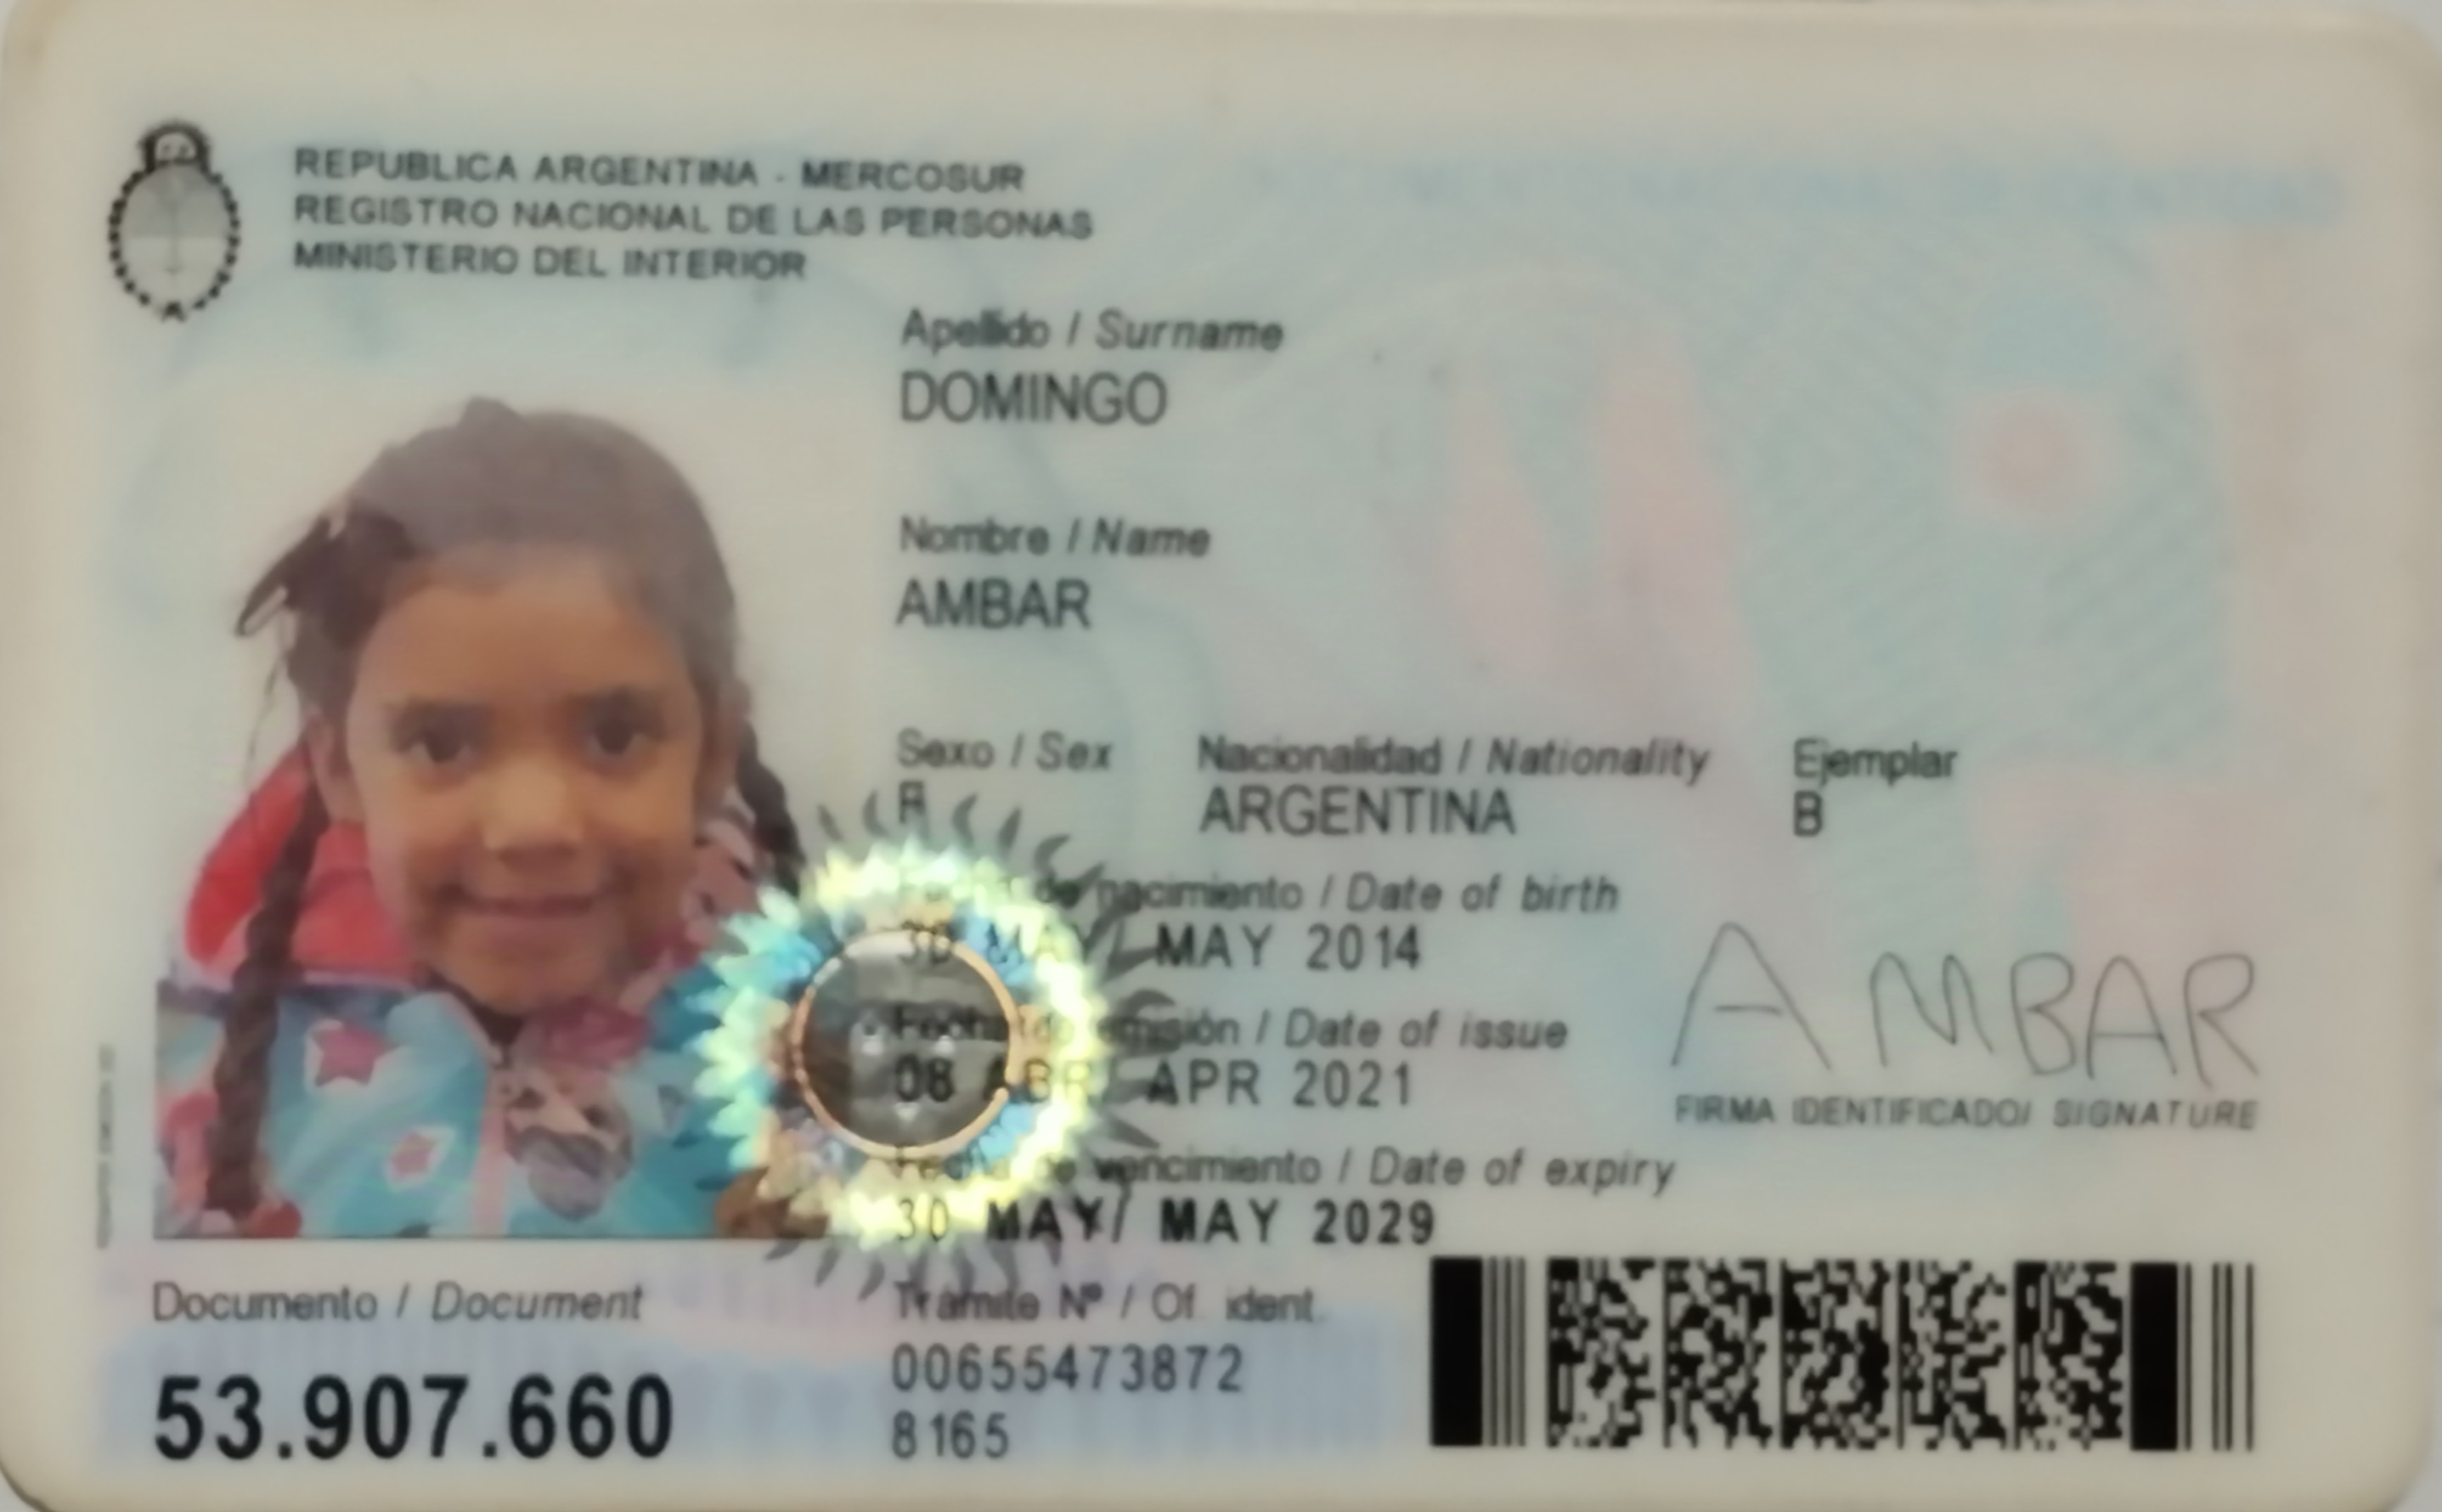 REPUBLICA ARGENTINA - MERCOSUR
REGISTRO NACIONAL DE LAS PERSONAS
MINISTERIO DEL INTERIOR
Apellido / Surname
DOMINGO
Nombre / Name
AMBAR
Sexo / Sex Nacionalidad / Nationality Ejemplar
ARGENTINA B
Fecha de nacimiento / Date of birth
30 MAY/ MAY 2014
Fecha de emisión / Date of issue
08 ABR/ APR 2021
AMBAR
FIRMA IDENTIFICADO/ SIGNATURE
Fecha de vencimiento / Date of expiry
30 MAY/ MAY 2029
Documento / Document
53.907.660
Trámite Nº / Of. ident.
00655473872
8165